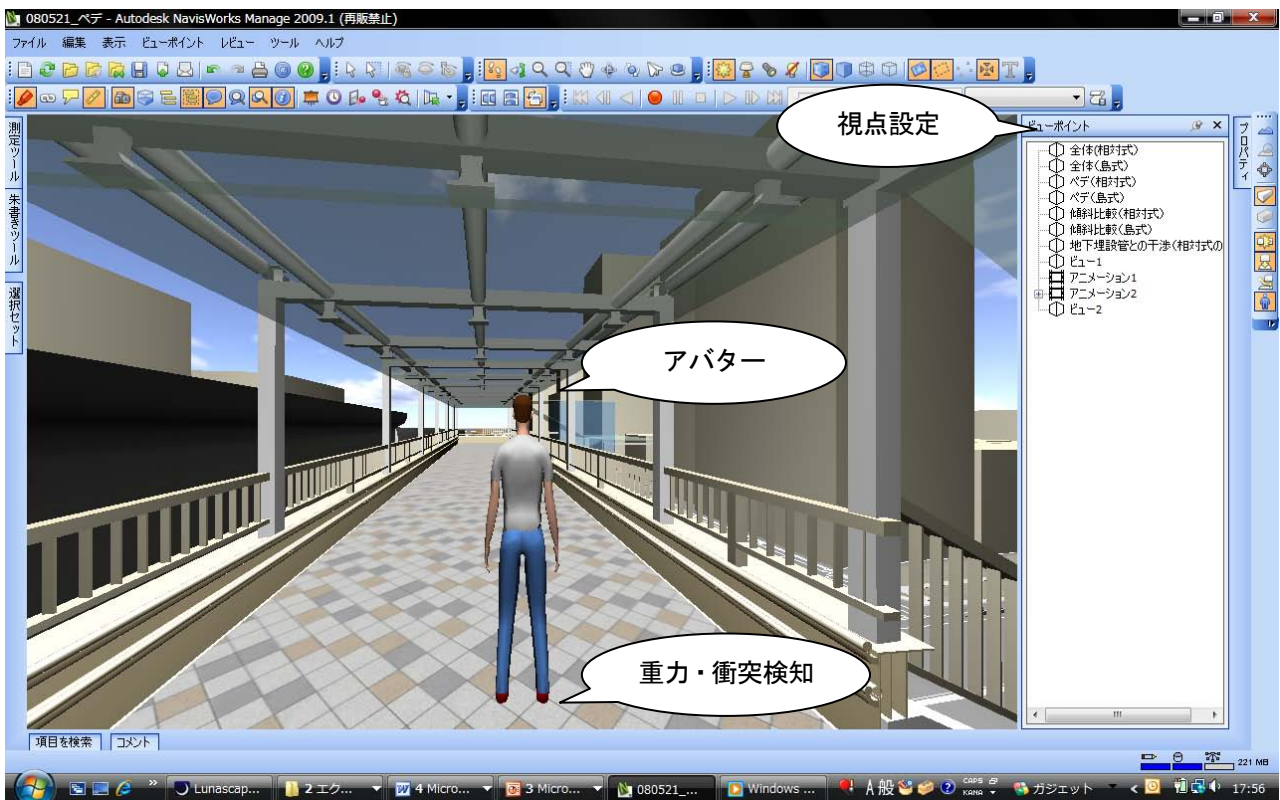 080521_ペデ - Autodesk NavisWorks Manage 2009.1 (再販禁止)
ファイル 編集 表示 ビューポイント レビュー ツール ヘルプ
視点設定
ビューポイント
全体(相対式)
全体(島式)
ペデ(相対式)
ペデ(島式)
傾斜比較(相対式)
傾斜比較(島式)
地下埋設管との干渉(相対式の
ビュー1
アニメーション1
アニメーション2
ビュー2
プロパティ
測定ツール
朱書きツール
選択セット
アバター
重力・衝突検知
項目を検索 コメント
221 MB
Lunascap... 2 エク... 4 Micro... 3 Micro... 080521_... Windows ... A 般 CAPS KANA ガジェット 17:56